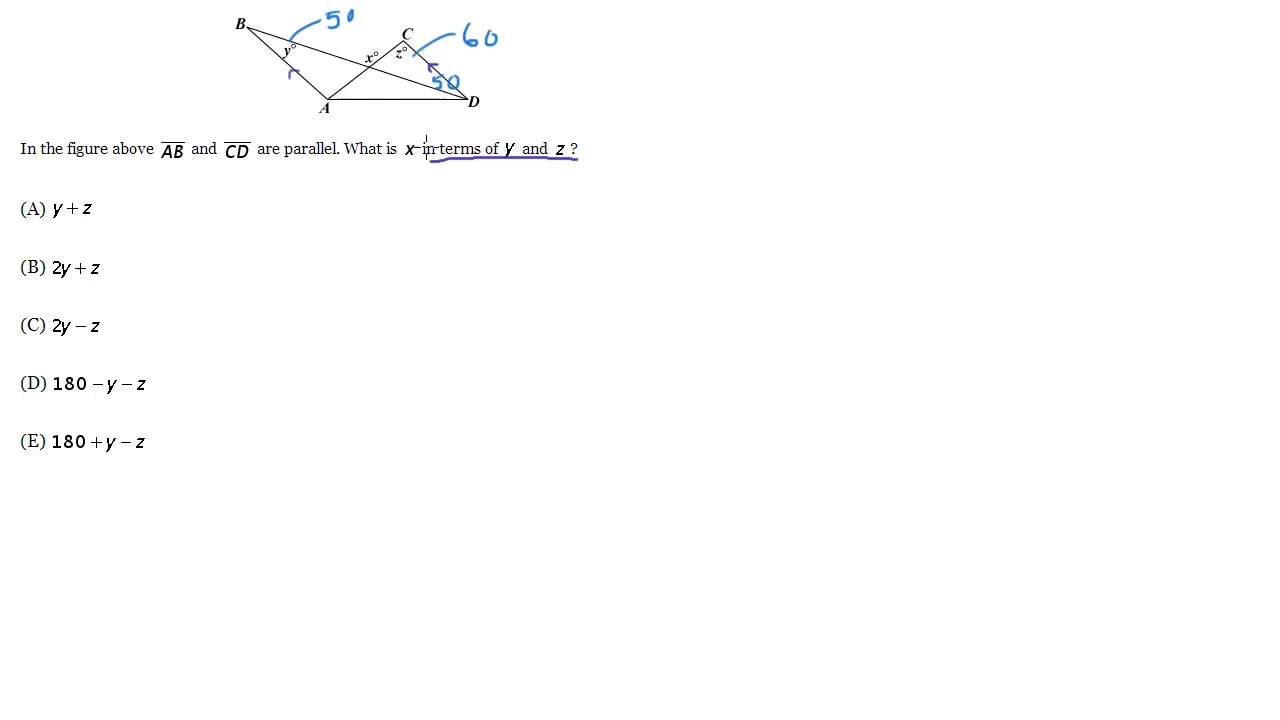 B 50
C 60
y° x° z°
50
A D
In the figure above AB and CD are parallel. What is x in terms of y and z ?
(A) y + z
(B) 2y + z
(C) 2y − z
(D) 180 − y − z
(E) 180 + y − z